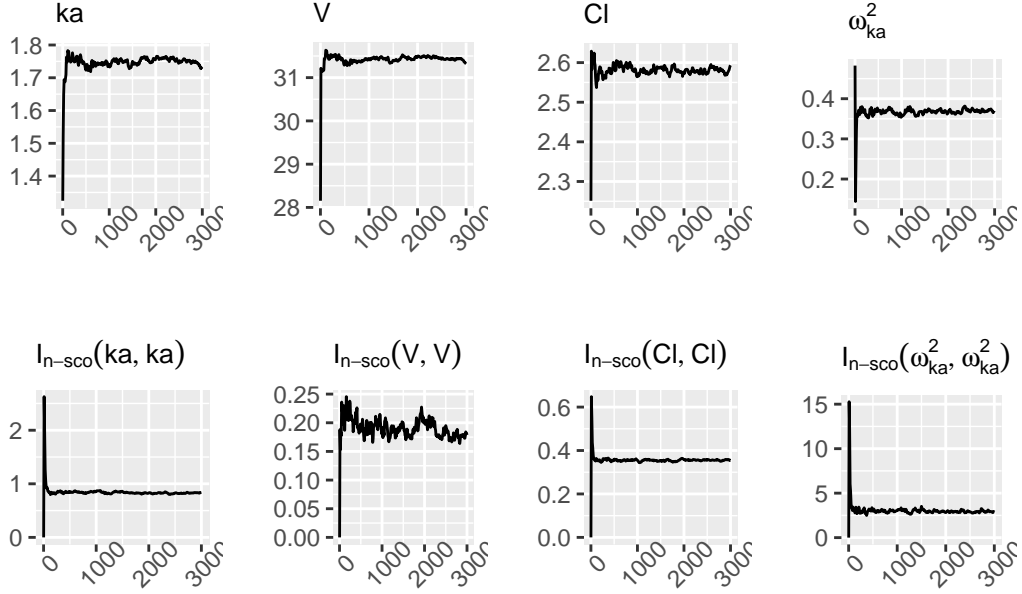 ka
1.8
1.7
1.6
1.5
1.4
0 1000 2000 3000
V
31
30
29
28
0 1000 2000 3000
Cl
2.6
2.5
2.4
2.3
0 1000 2000 3000
ω²ka
0.4
0.3
0.2
0 1000 2000 3000
In−sco(ka, ka)
2
1
0
0 1000 2000 3000
In−sco(V, V)
0.25
0.20
0.15
0.10
0.05
0.00
0 1000 2000 3000
In−sco(Cl, Cl)
0.6
0.4
0.2
0.0
0 1000 2000 3000
In−sco(ω²ka, ω²ka)
15
10
5
0
0 1000 2000 3000